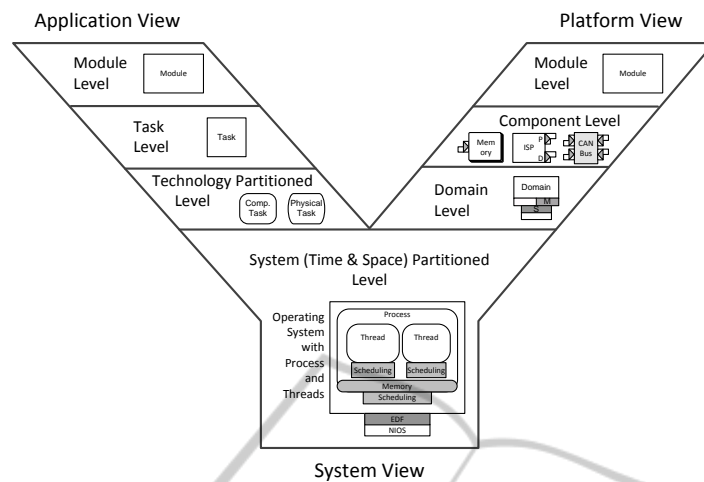 Application View
Platform View
Module
Level
Module
Module
Level
Module
Task
Level
Task
Component Level
Mem
ory
ISP
P
D
CAN
Bus
Technology Partitioned
Level
Comp.
Task
Physical
Task
Domain
Level
Domain
M
S
System (Time & Space) Partitioned
Level
Operating
System
with
Process
and
Threads
Process
Thread
Thread
Scheduling
Scheduling
Memory
Scheduling
EDF
NIOS
System View